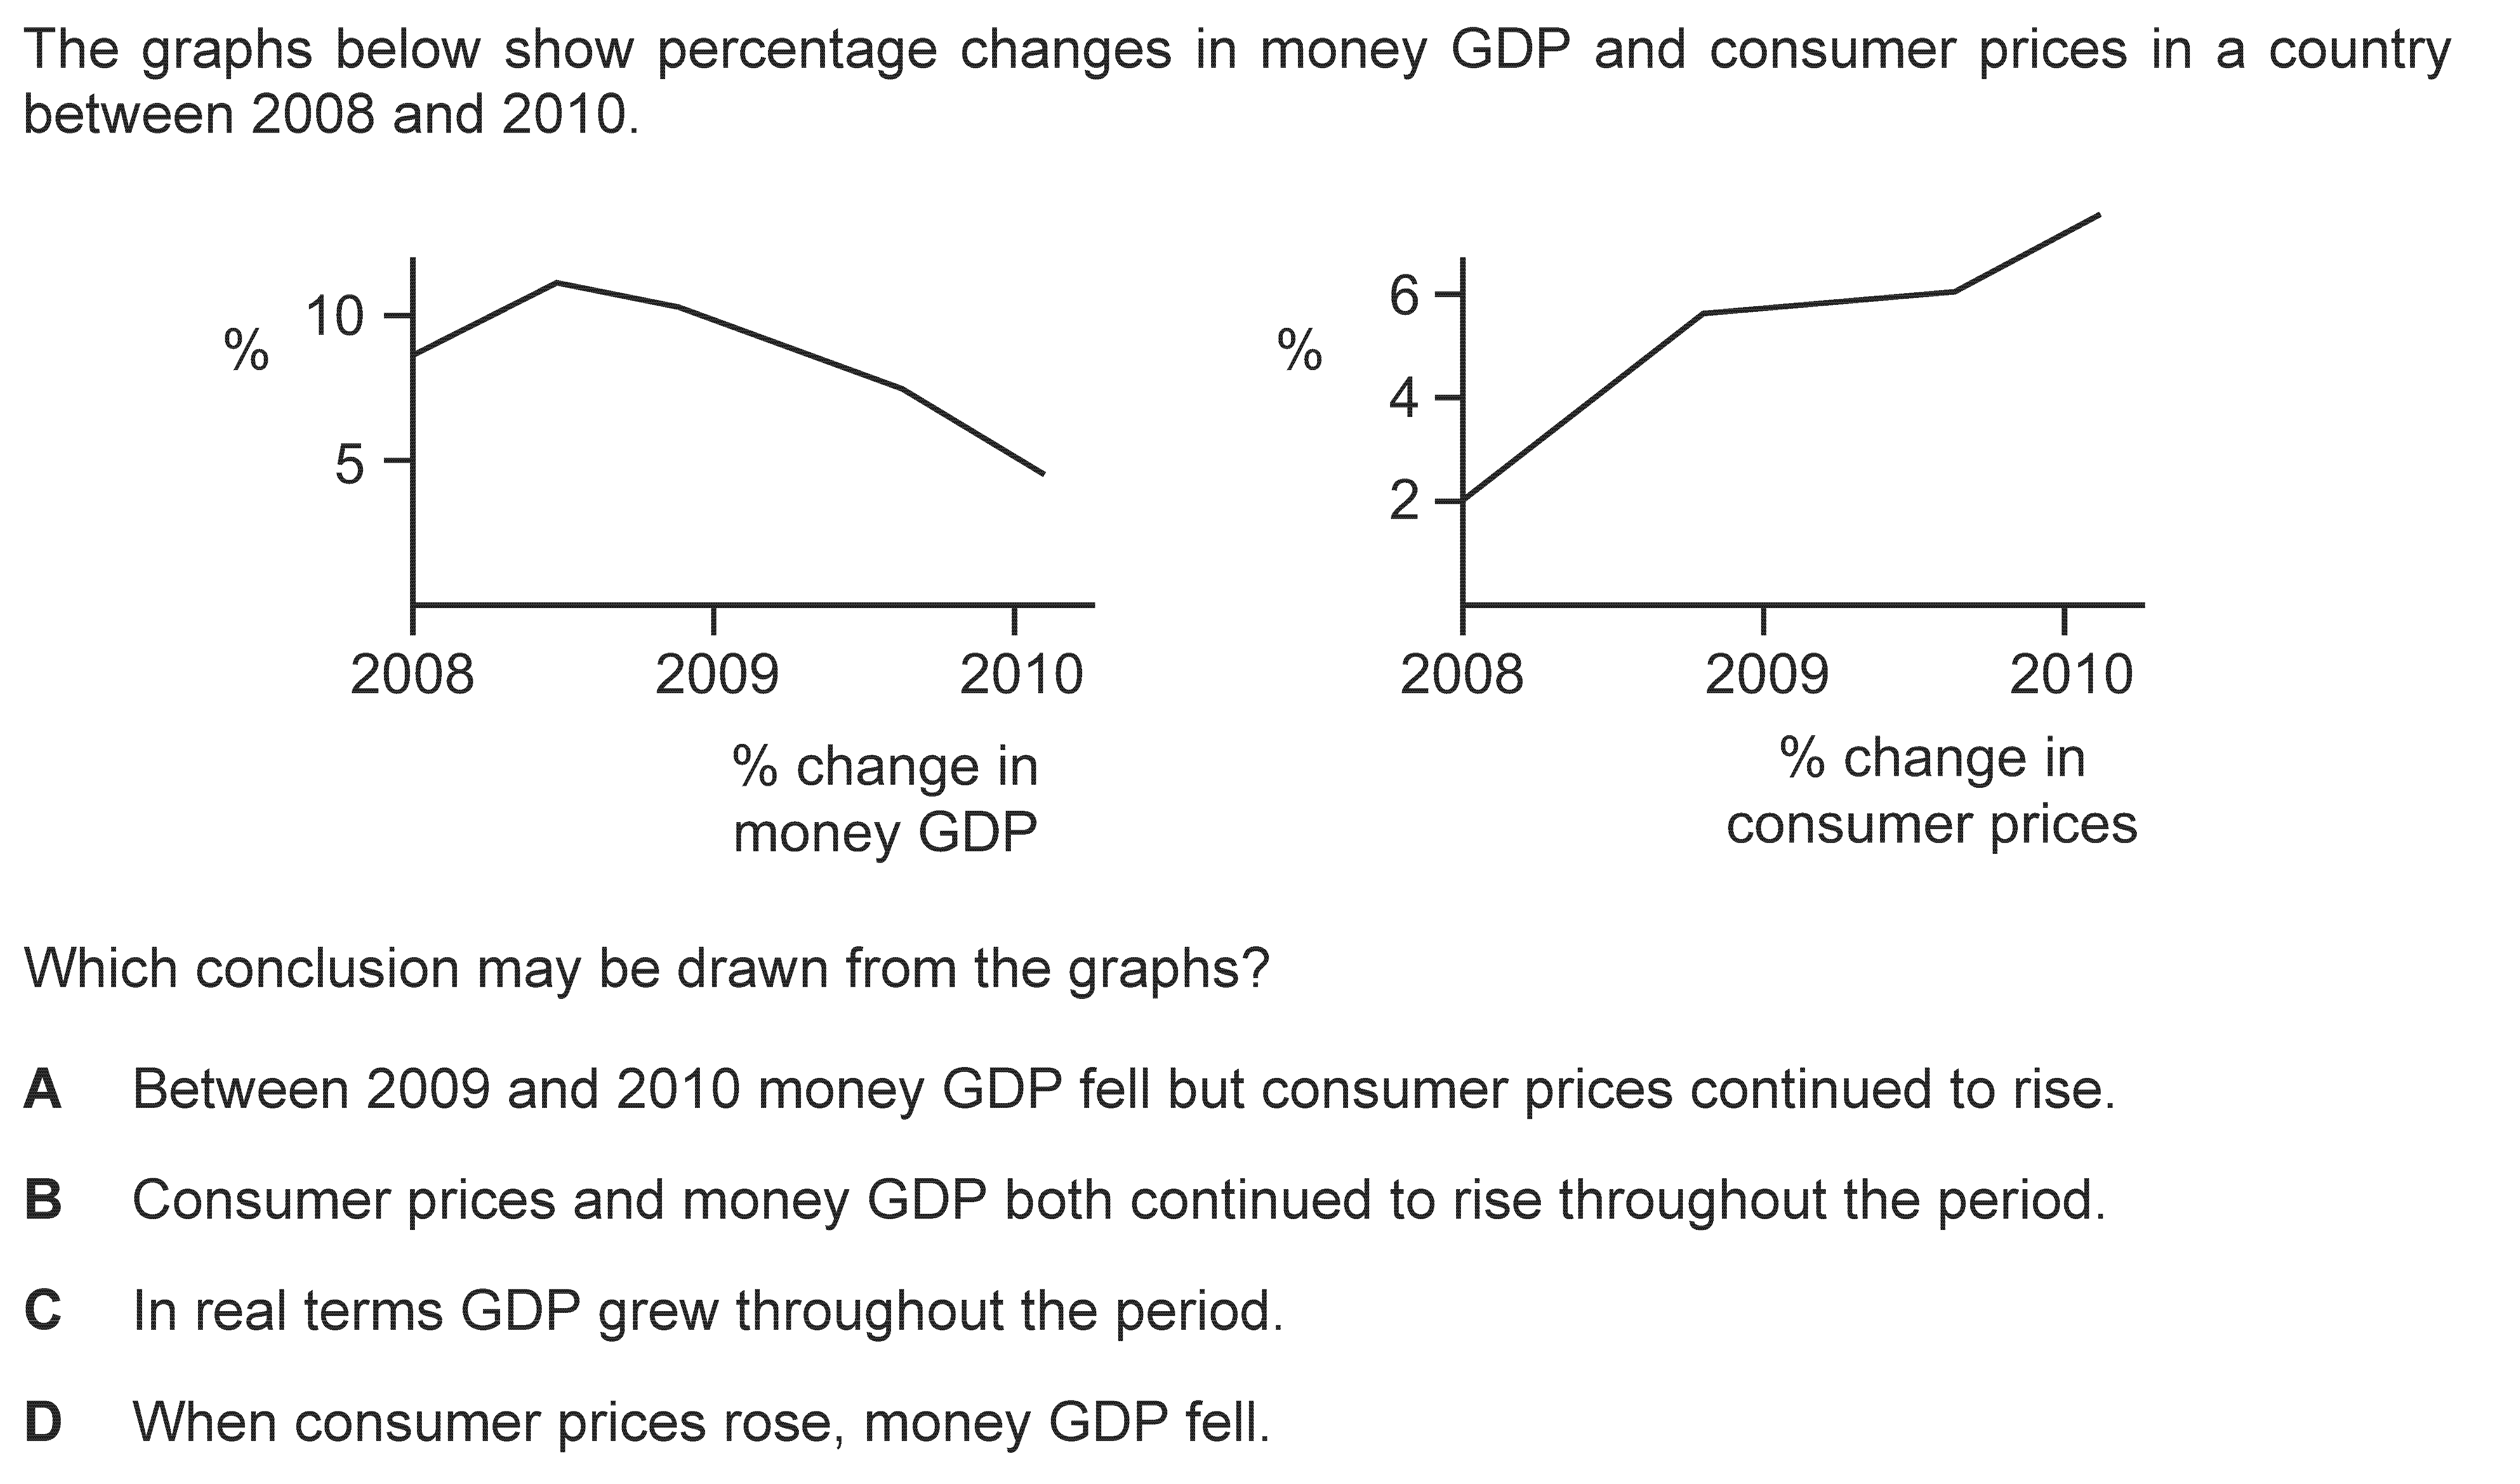 The graphs below show percentage changes in money GDP and consumer prices in a country
between 2008 and 2010.
10
%
5
2008 2009 2010
% change in
money GDP
6
%
4
2
2008 2009 2010
% change in
consumer prices
Which conclusion may be drawn from the graphs?
A Between 2009 and 2010 money GDP fell but consumer prices continued to rise.
B Consumer prices and money GDP both continued to rise throughout the period.
C In real terms GDP grew throughout the period.
D When consumer prices rose, money GDP fell.